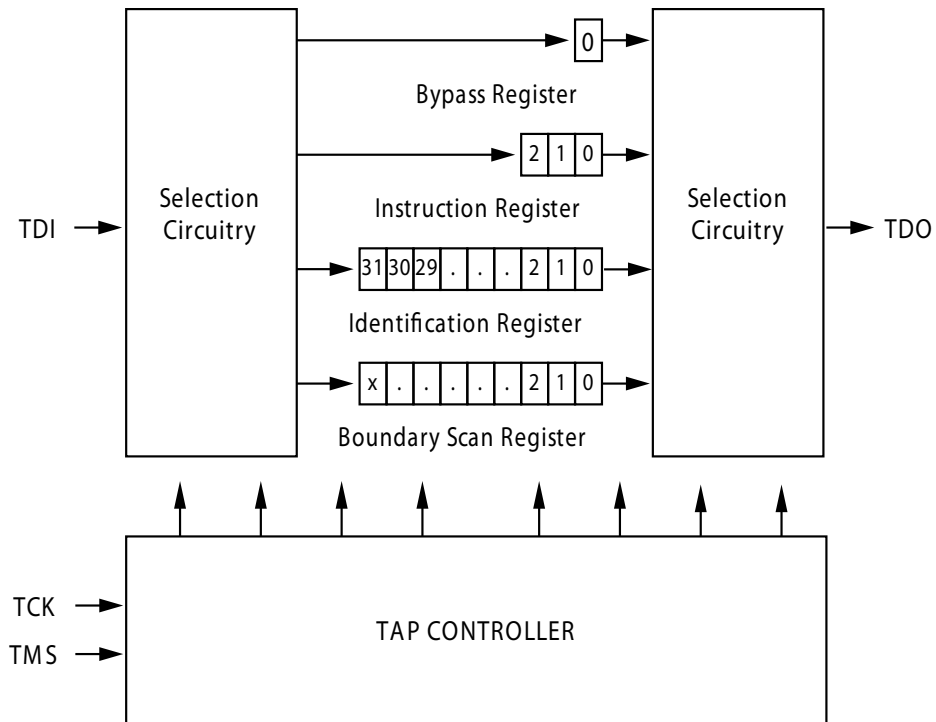 0
Bypass Register
2 1 0
Selection
Circuitry
Selection
Circuitry
TDI
TDO
Instruction Register
31 30 29 . . . 2 1 0
Identification Register
x . . . . . 2 1 0
Boundary Scan Register
TCK
TMS
TAP CONTROLLER